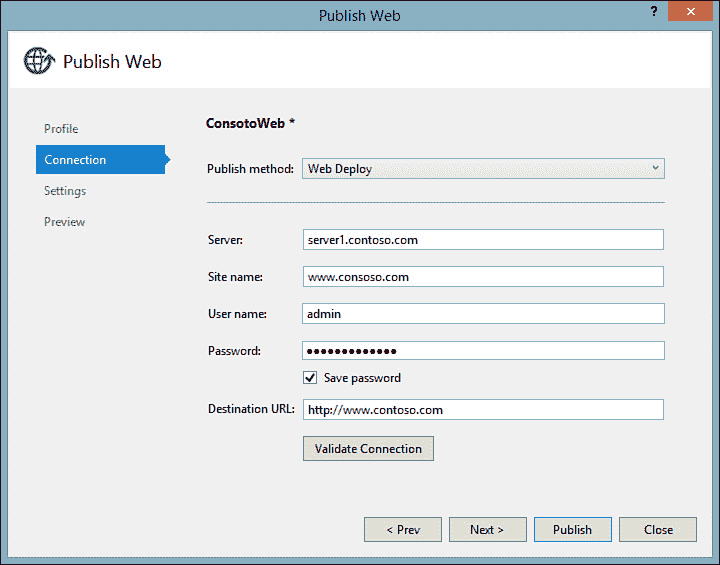 Publish Web
?
Publish Web
Profile
Connection
Settings
Preview
ConsotoWeb *
Publish method: Web Deploy
Server: server1.contoso.com
Site name: www.consoso.com
User name: admin
Password: •••••••••••••
Save password
Destination URL: http://www.contoso.com
Validate Connection
< Prev Next > Publish Close